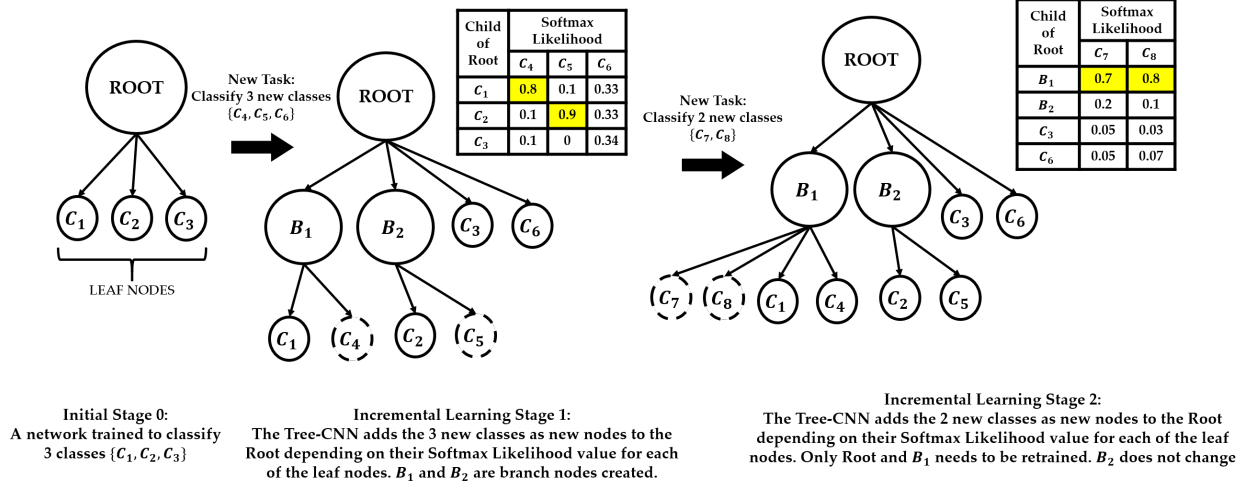 ROOT
C₁ C₂ C₃
LEAF NODES
Initial Stage 0:
A network trained to classify
3 classes {C₁, C₂, C₃}
New Task:
Classify 3 new classes
{C₄, C₅, C₆}
ROOT
B₁ B₂ C₃ C₆
C₁ C₄ C₂ C₅
Child of Root Softmax Likelihood
C₄ C₅ C₆
C₁ 0.8 0.1 0.33
C₂ 0.1 0.9 0.33
C₃ 0.1 0 0.34
Incremental Learning Stage 1:
The Tree-CNN adds the 3 new classes as new nodes to the
Root depending on their Softmax Likelihood value for each
of the leaf nodes. B₁ and B₂ are branch nodes created.
New Task:
Classify 2 new classes
{C₇, C₈}
ROOT
B₁ B₂ C₃ C₆
C₇ C₈ C₁ C₄ C₂ C₅
Child of Root Softmax Likelihood
C₇ C₈
B₁ 0.7 0.8
B₂ 0.2 0.1
C₃ 0.05 0.03
C₆ 0.05 0.07
Incremental Learning Stage 2:
The Tree-CNN adds the 2 new classes as new nodes to the Root
depending on their Softmax Likelihood value for each of the leaf
nodes. Only Root and B₁ needs to be retrained. B₂ does not change